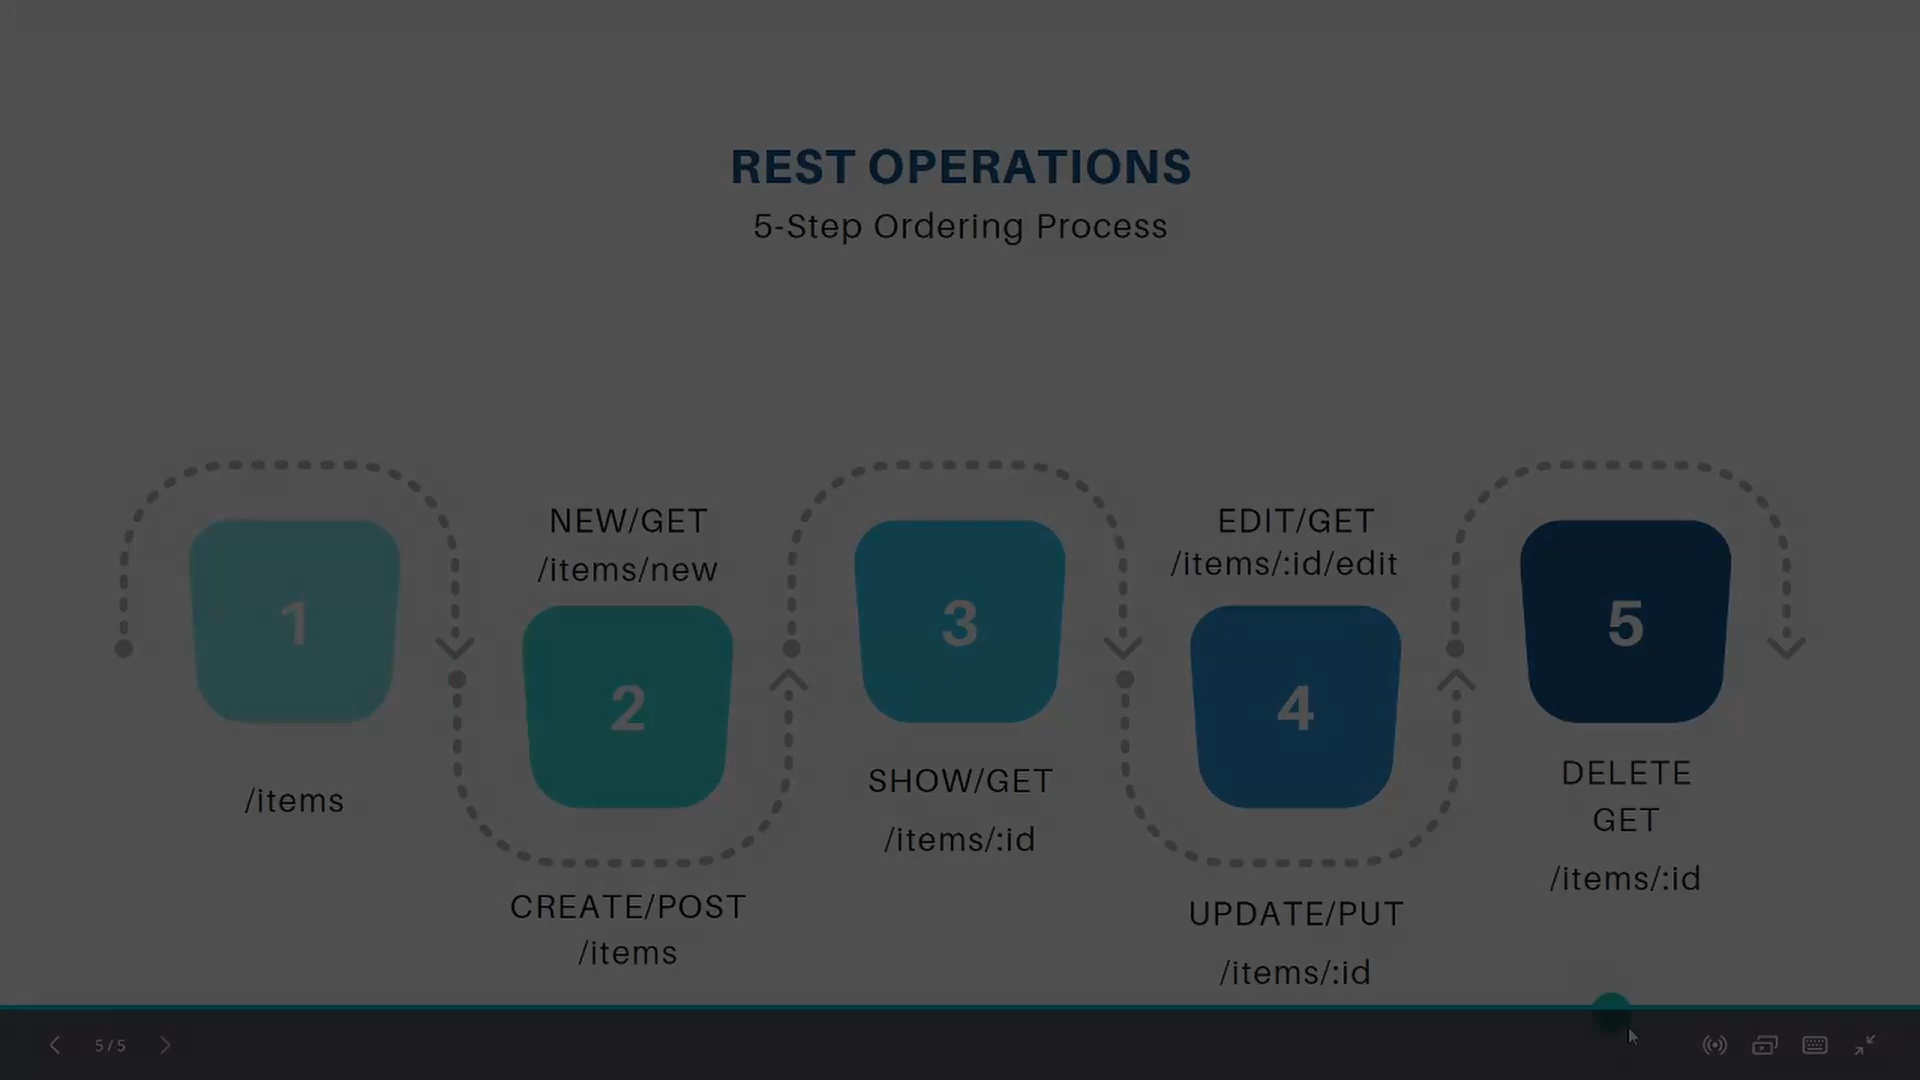 REST OPERATIONS
5-Step Ordering Process
1
/items
NEW/GET
/items/new
2
CREATE/POST
/items
3
SHOW/GET
/items/:id
EDIT/GET
/items/:id/edit
4
UPDATE/PUT
/items/:id
5
DELETE
GET
/items/:id
5/5